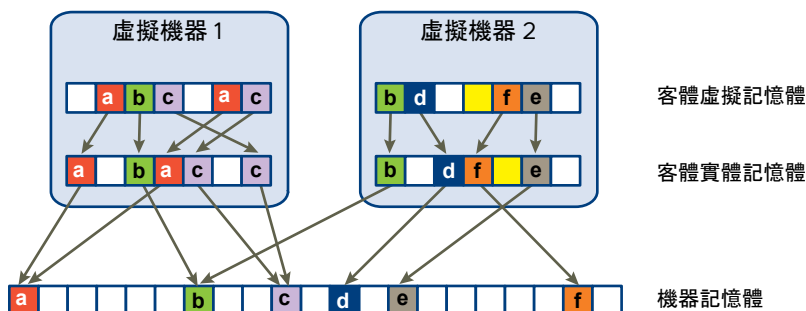 虛擬機器 1 虛擬機器 2
a b c a c b d f e 客體虛擬記憶體
a b a c c b d f e 客體實體記憶體
a b c d e f 機器記憶體